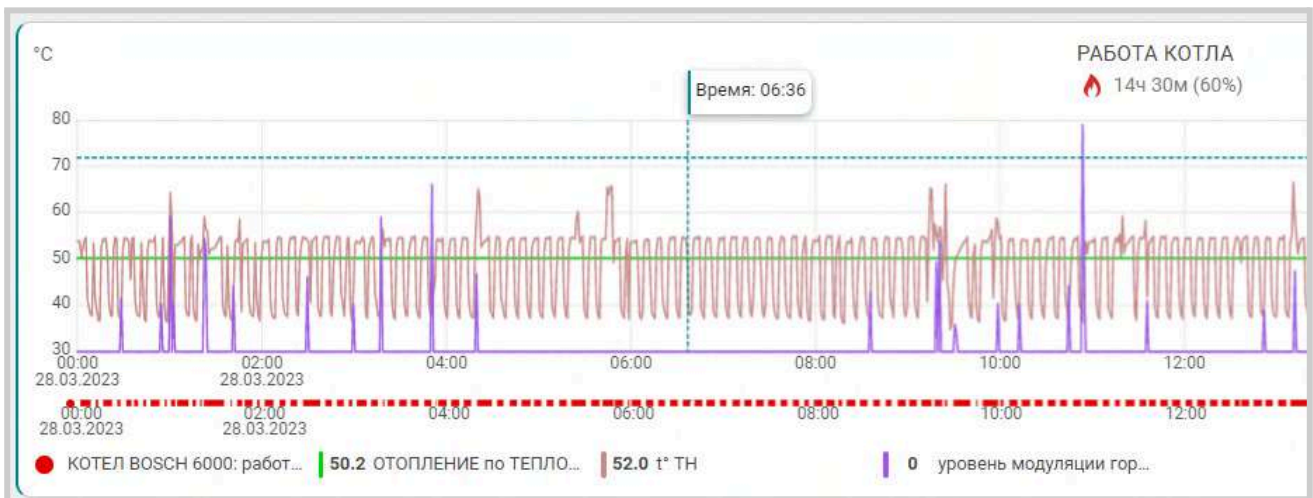 °C
РАБОТА КОТЛА
14ч 30м (60%)
Время: 06:36
80
70
60
50
40
30
00:00 02:00 04:00 06:00 08:00 10:00 12:00
28.03.2023 28.03.2023
00:00 02:00 04:00 06:00 08:00 10:00 12:00
28.03.2023 28.03.2023
КОТЕЛ BOSCH 6000: работ... 50.2 ОТОПЛЕНИЕ по ТЕПЛО... 52.0 t° ТН 0 уровень модуляции гор...